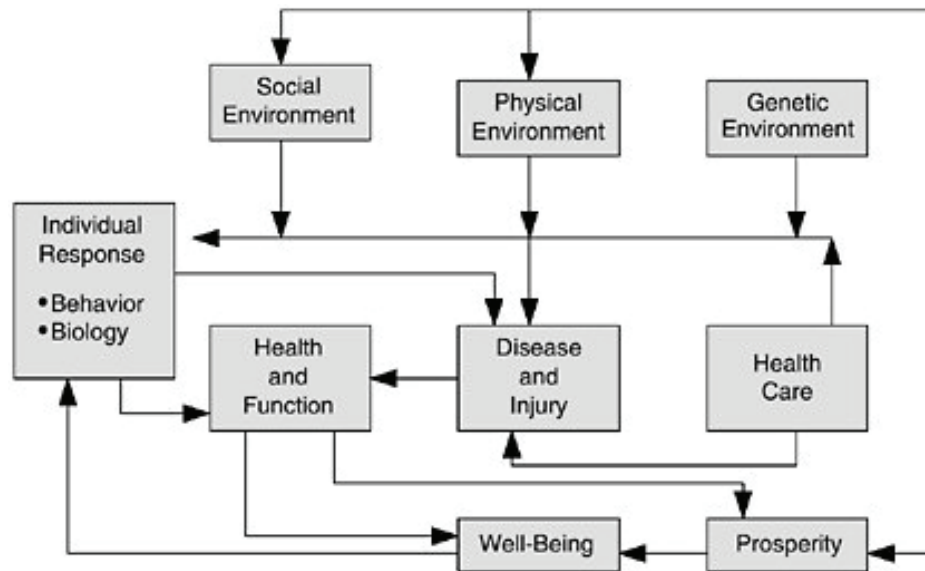 Social
Environment
Physical
Environment
Genetic
Environment
Individual
Response
• Behavior
• Biology
Health
and
Function
Disease
and
Injury
Health
Care
Well-Being
Prosperity